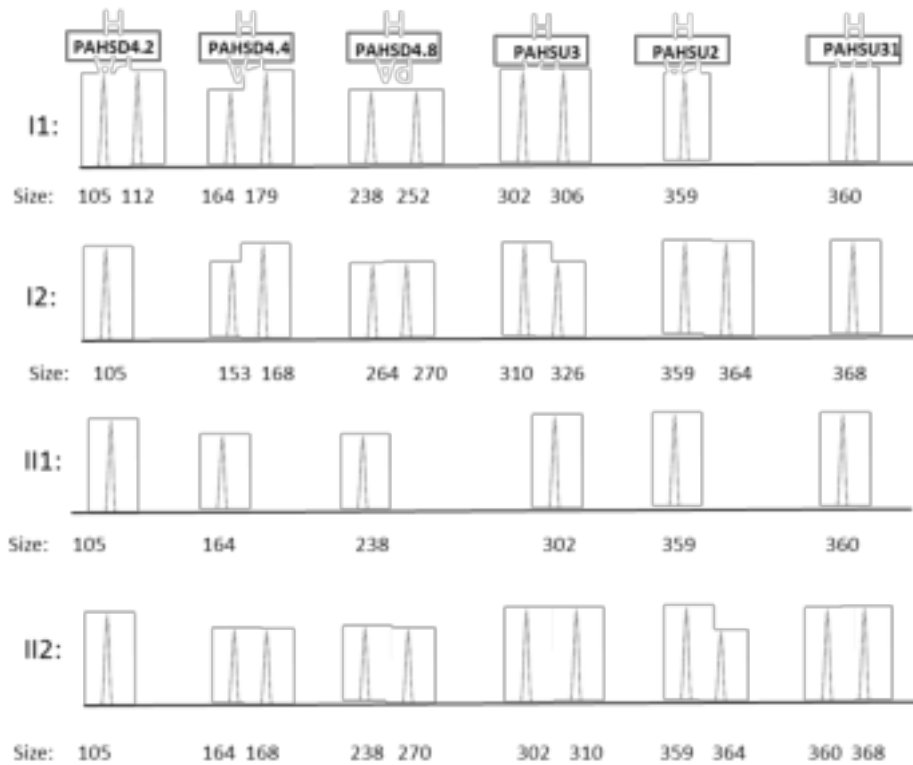 PAHSD4.2 PAHSD4.4 PAHSD4.8 PAHSU3 PAHSU2 PAHSU31
I1:
Size: 105 112 164 179 238 252 302 306 359 360
I2:
Size: 105 153 168 264 270 310 326 359 364 368
II1:
Size: 105 164 238 302 359 360
II2:
Size: 105 164 168 238 270 302 310 359 364 360 368